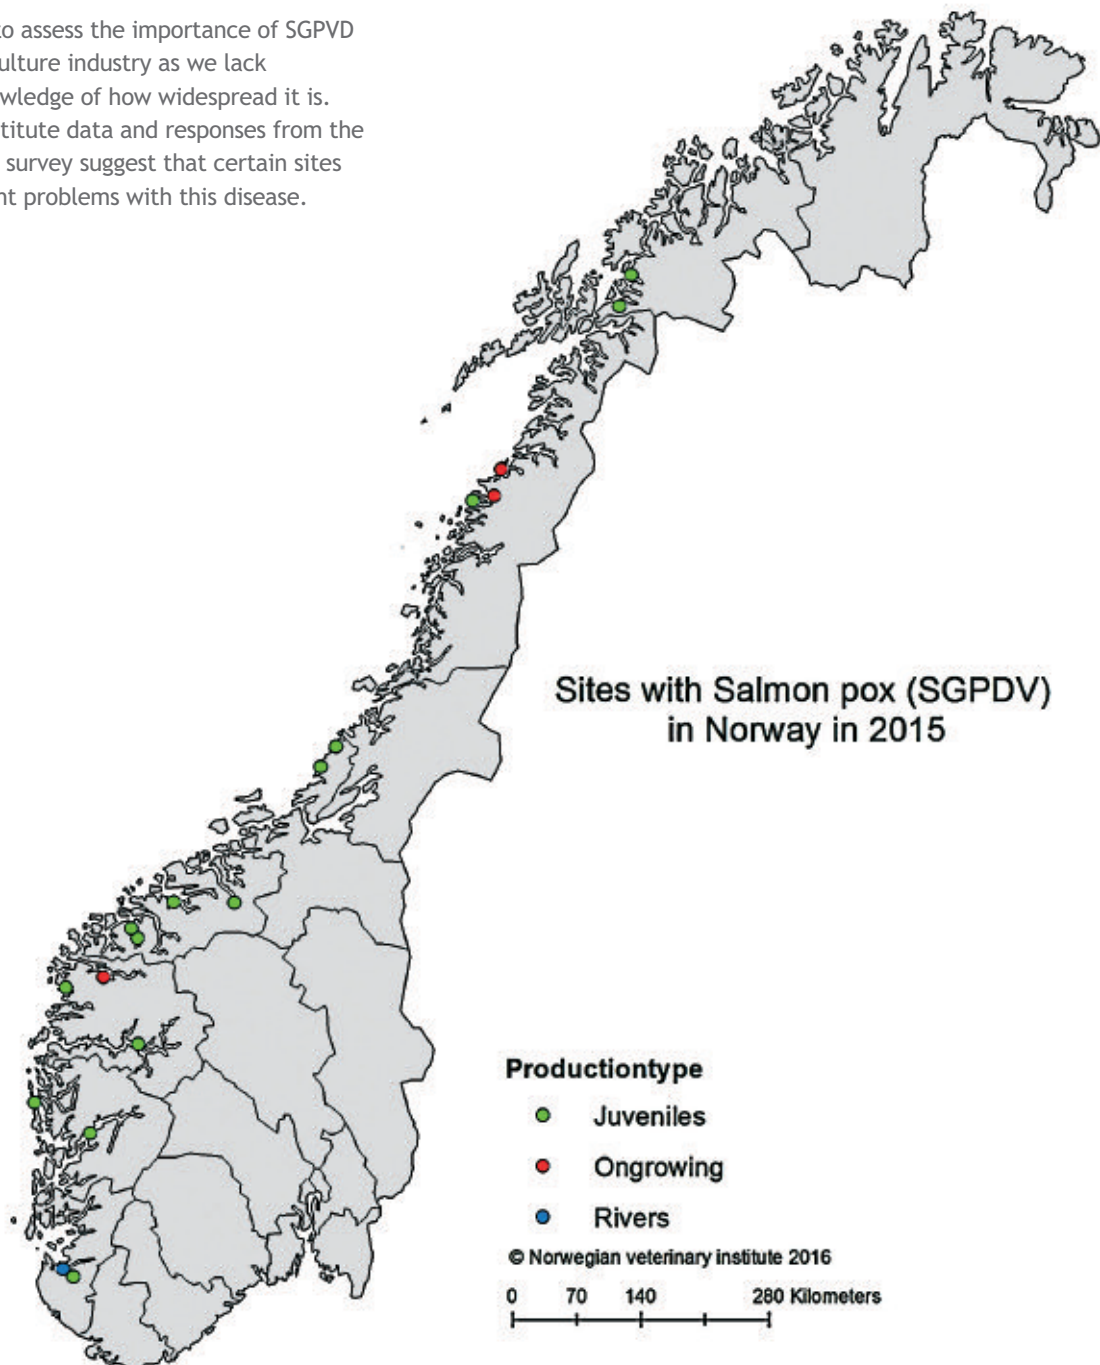 to assess the importance of SGPVD
ulture industry as we lack
wledge of how widespread it is.
titute data and responses from the
survey suggest that certain sites
nt problems with this disease.
Sites with Salmon pox (SGPDV)
in Norway in 2015
Productiontype
Juveniles
Ongrowing
Rivers
© Norwegian veterinary institute 2016
0 70 140 280 Kilometers